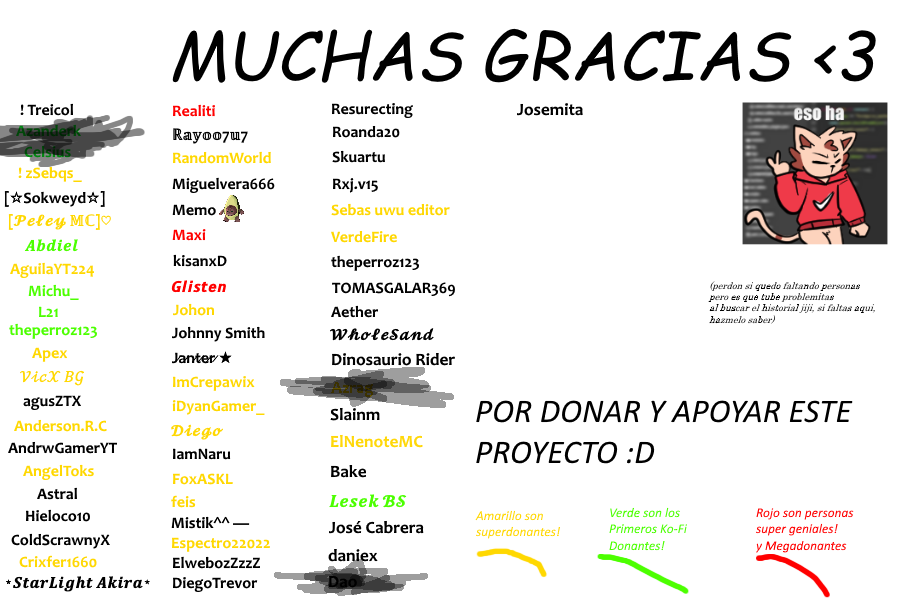 MUCHAS GRACIAS <3
! Treicol
Azanderk
Celsius
! zSebqs_
[☆Sokweyd☆]
[𝓟𝓮𝓵𝓮𝔂 𝕄ℂ]♡
Abdiel
AguilaYT224
Michu_
L21
theperroz123
Apex
𝓥𝓲𝓬𝓧 𝓑𝓖
agusZTX
Anderson.R.C
AndrwGamerYT
AngelToks
Astral
Hieloco10
ColdScrawnyX
Crixfer1660
⋆StarLight Akira⋆
Realiti
ℝ𝕒𝕪𝕠𝕠7𝕦7
RandomWorld
Miguelvera666
Memo
Maxi
kisanxD
Glisten
Johon
Johnny Smith
Janter★
ImCrepawix
iDyanGamer_
𝓓𝓲𝓮𝓰𝓸
IamNaru
FoxASKL
feis
Mistik^^ —
Espectro22022
ElwebozZzzZ
DiegoTrevor
Resurecting
Roanda20
Skuartu
Rxj.v15
Sebas uwu editor
VerdeFire
theperroz123
TOMASGALAR369
Aether
𝓦𝓱𝓸𝓵𝓮𝓢𝓪𝓷𝓭
Dinosaurio Rider
Slainm
ElNenoteMC
Bake
Lesek BS
José Cabrera
daniex
Dao
Josemita
eso ha
(perdon si quedo faltando personas
pero es que tube problemitas
al buscar el historial jiji, si faltas aqui,
hazmelo saber)
POR DONAR Y APOYAR ESTE
PROYECTO :D
Amarillo son
superdonantes!
Verde son los
Primeros Ko-Fi
Donantes!
Rojo son personas
super geniales!
y Megadonantes